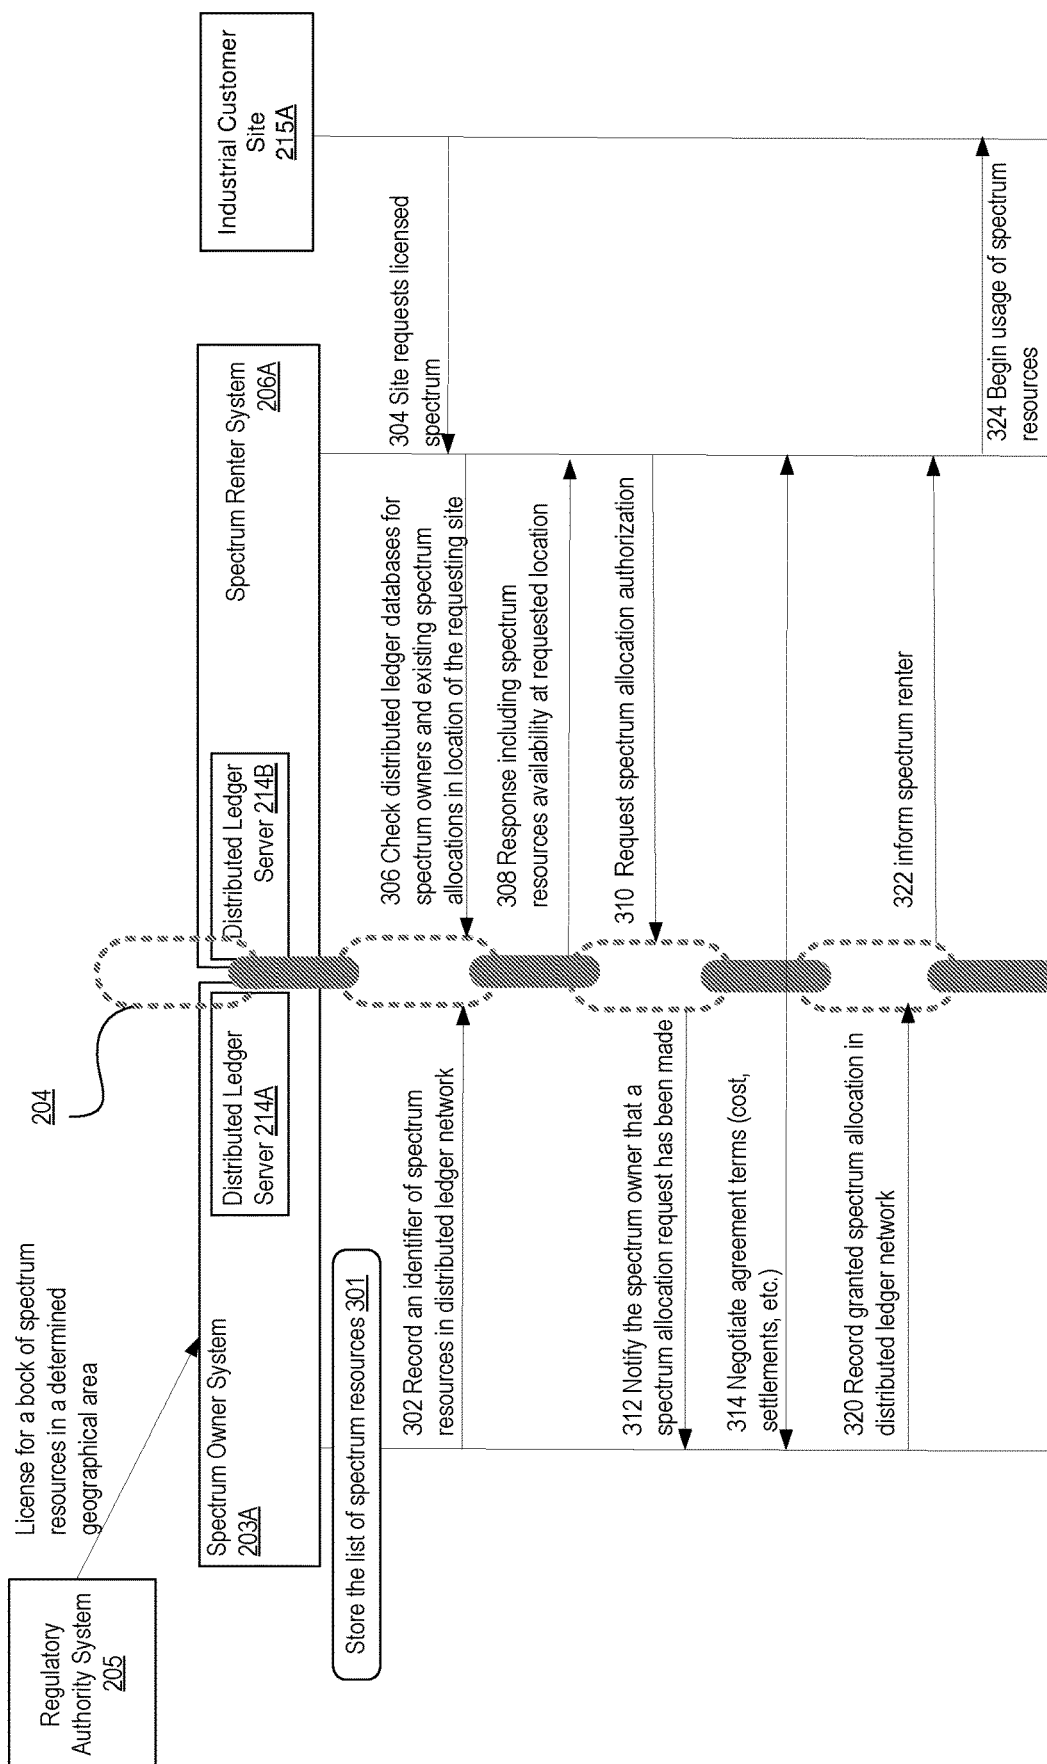 Regulatory
Authority System
205
License for a bock of spectrum
resources in a determined
geographical area
204
Spectrum Owner System
203A
Distributed Ledger
Server 214A
Distributed Ledger
Server 214B
Spectrum Renter System
206A
Industrial Customer
Site
215A
Store the list of spectrum resources 301
302 Record an identifier of spectrum
resources in distributed ledger network
304 Site requests licensed
spectrum
306 Check distributed ledger databases for
spectrum owners and existing spectrum
allocations in location of the requesting site
308 Response including spectrum
resources availability at requested location
310 Request spectrum allocation authorization
312 Notify the spectrum owner that a
spectrum allocation request has been made
314 Negotiate agreement terms (cost,
settlements, etc.)
320 Record granted spectrum allocation in
distributed ledger network
322 inform spectrum renter
324 Begin usage of spectrum
resources